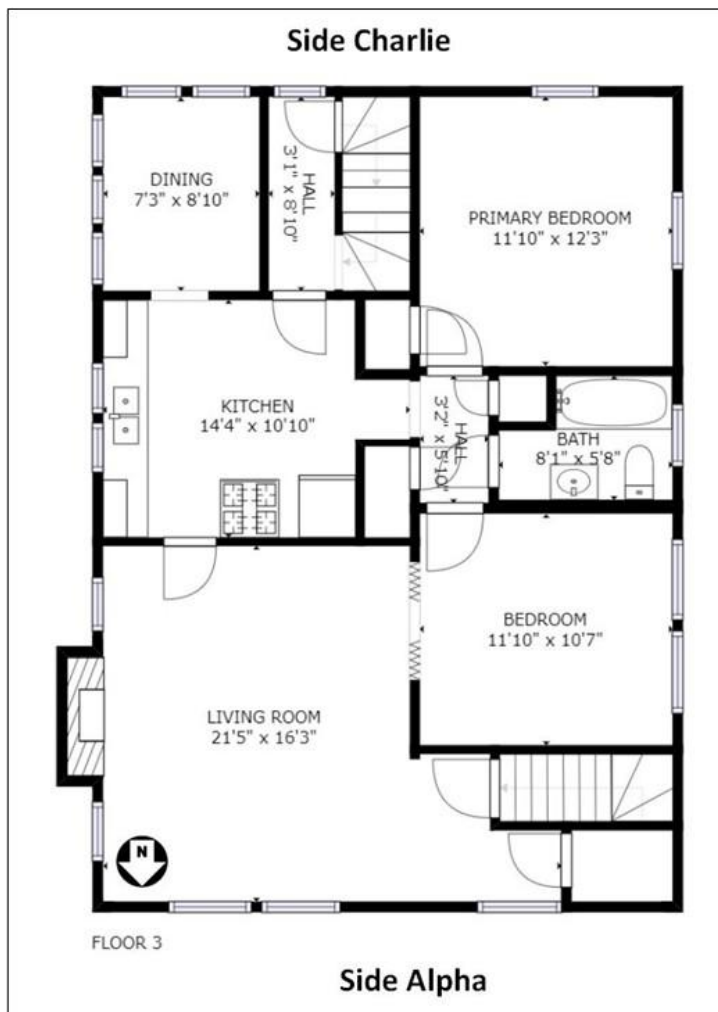 Side Charlie
DINING
7'3" x 8'10"
HALL
3'1" x 8'10"
PRIMARY BEDROOM
11'10" x 12'3"
KITCHEN
14'4" x 10'10"
HALL
3'2" x 5'10"
BATH
8'1" x 5'8"
BEDROOM
11'10" x 10'7"
LIVING ROOM
21'5" x 16'3"
N
FLOOR 3
Side Alpha